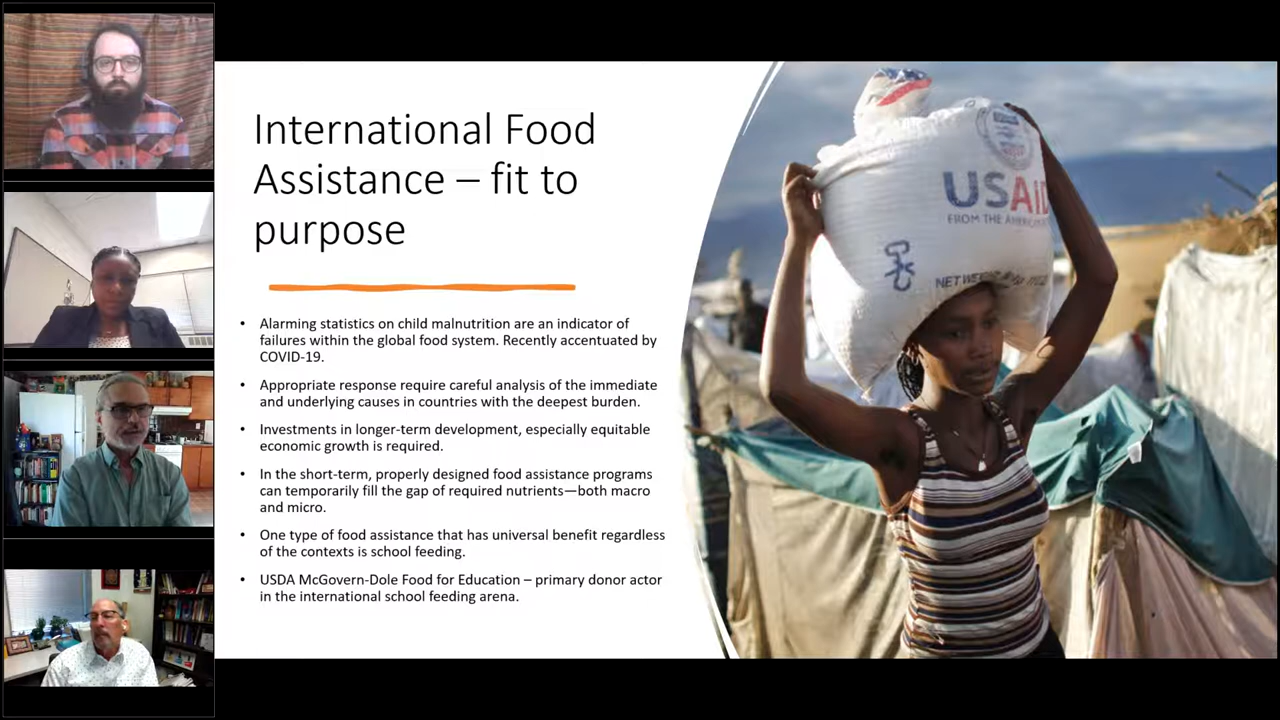 International Food
Assistance – fit to
purpose
• Alarming statistics on child malnutrition are an indicator of
failures within the global food system. Recently accentuated by
COVID-19.
• Appropriate response require careful analysis of the immediate
and underlying causes in countries with the deepest burden.
• Investments in longer-term development, especially equitable
economic growth is required.
• In the short-term, properly designed food assistance programs
can temporarily fill the gap of required nutrients—both macro
and micro.
• One type of food assistance that has universal benefit regardless
of the contexts is school feeding.
• USDA McGovern-Dole Food for Education – primary donor actor
in the international school feeding arena.
USAID
FROM THE AMERICAN
NET